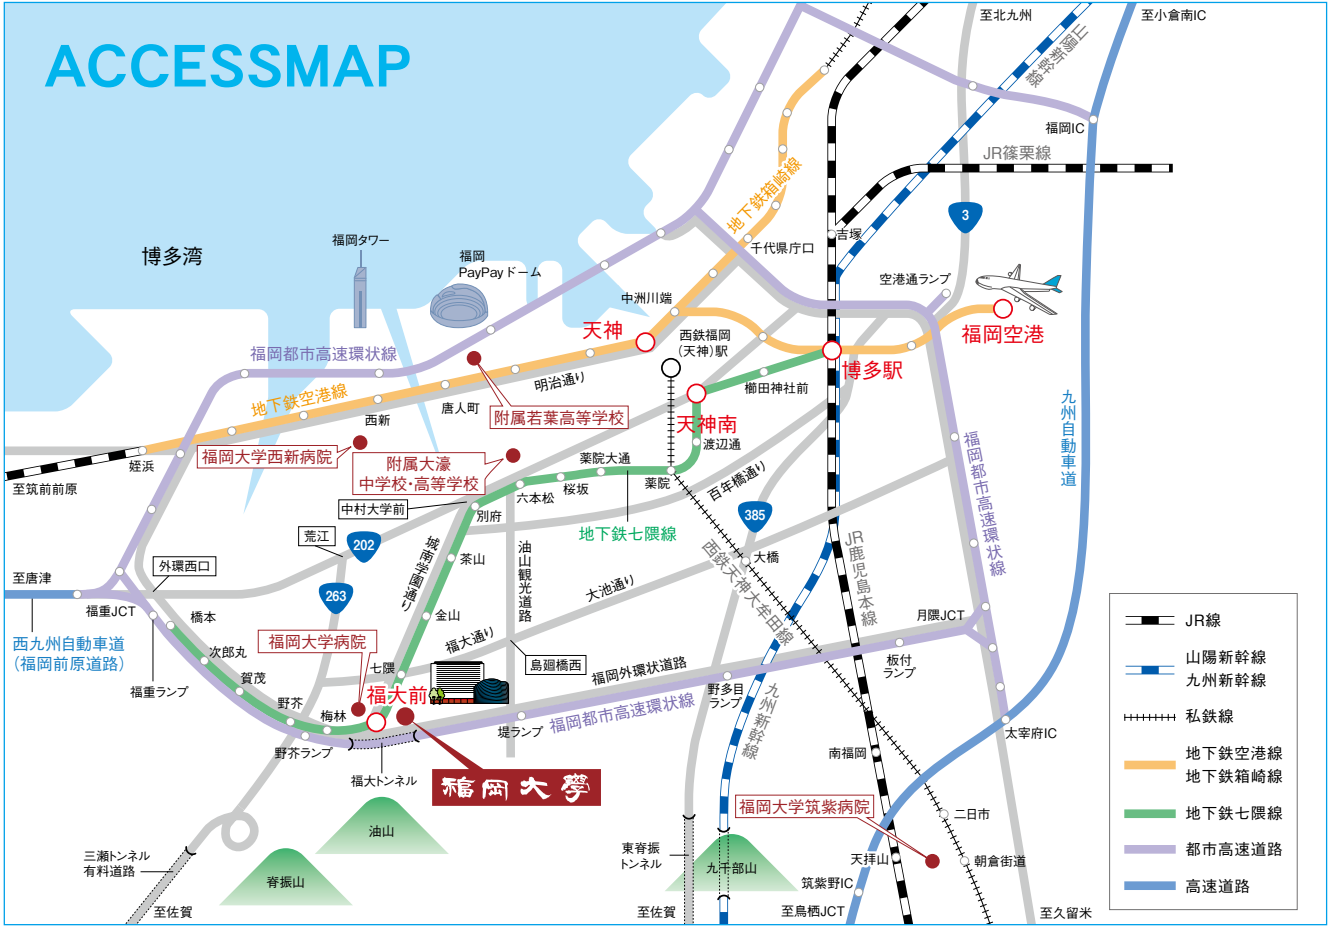 ACCESSMAP
至北九州
至小倉南IC
山陽新幹線
福岡IC
JR篠栗線
地下鉄箱崎線
3
吉塚
千代県庁口
博多湾
福岡タワー
福岡
PayPayドーム
空港通ランプ
中洲川端
天神
西鉄福岡
(天神)駅
福岡空港
福岡都市高速環状線
博多駅
地下鉄空港線
明治通り
櫛田神社前
西新
唐人町
附属若葉高等学校
天神南
九州自動車道
渡辺通
姪浜
福岡大学西新病院
附属大濠
中学校・高等学校
薬院大通
薬院
至筑前前原
六本松
桜坂
百年橋通り
福岡都市高速環状線
中村大学前
別府
地下鉄七隈線
385
荒江
202
城南学園通り
茶山
油山観光道路
西鉄天神大牟田線
大橋
JR鹿児島本線
外環西口
至唐津
263
大池通り
福重JCT
橋本
金山
月隈JCT
西九州自動車道
(福岡前原道路)
次郎丸
福岡大学病院
福大通り
島廻橋西
七隈
賀茂
福岡外環状道路
板付
ランプ
福重ランプ
野芥
福大前
野多目
ランプ
九州新幹線
梅林
福岡都市高速環状線
堤ランプ
太宰府IC
野芥ランプ
福大トンネル
南福岡
福岡大學
福岡大学筑紫病院
二日市
油山
三瀬トンネル
有料道路
東脊振
トンネル
天拝山
朝倉街道
脊振山
九千部山
筑紫野IC
至佐賀
至佐賀
至鳥栖JCT
至久留米
JR線
山陽新幹線
九州新幹線
私鉄線
地下鉄空港線
地下鉄箱崎線
地下鉄七隈線
都市高速道路
高速道路